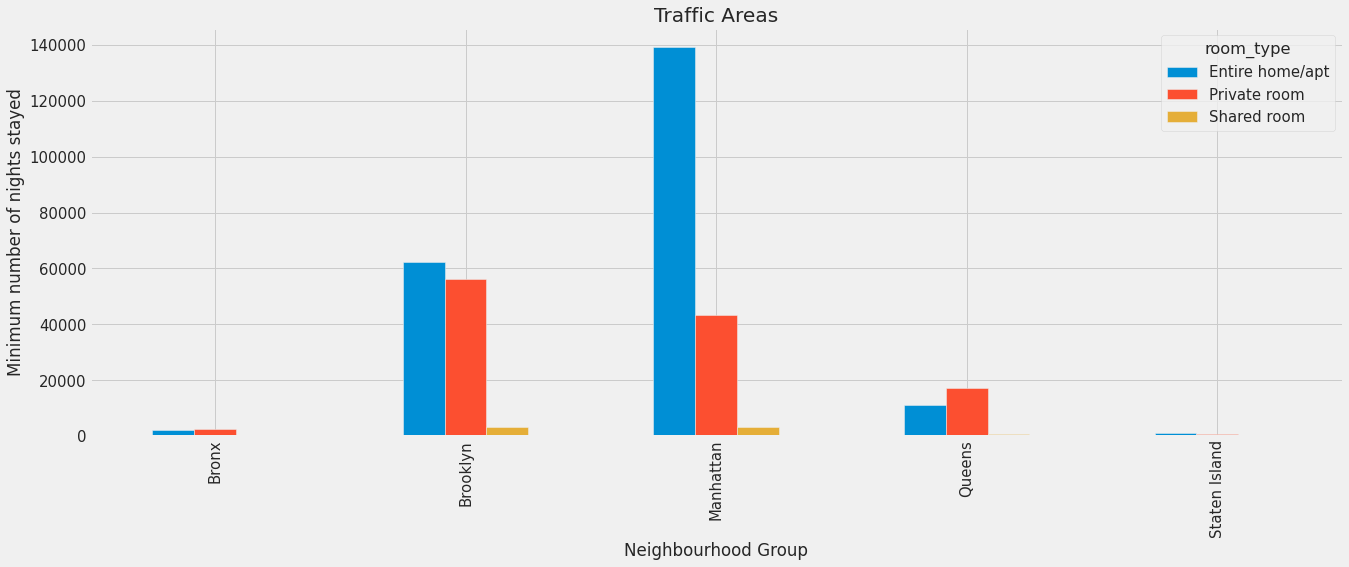 Traffic Areas
room_type
Entire home/apt
Private room
Shared room
Minimum number of nights stayed
140000
120000
100000
80000
60000
40000
20000
0
Bronx
Brooklyn
Manhattan
Queens
Staten Island
Neighbourhood Group